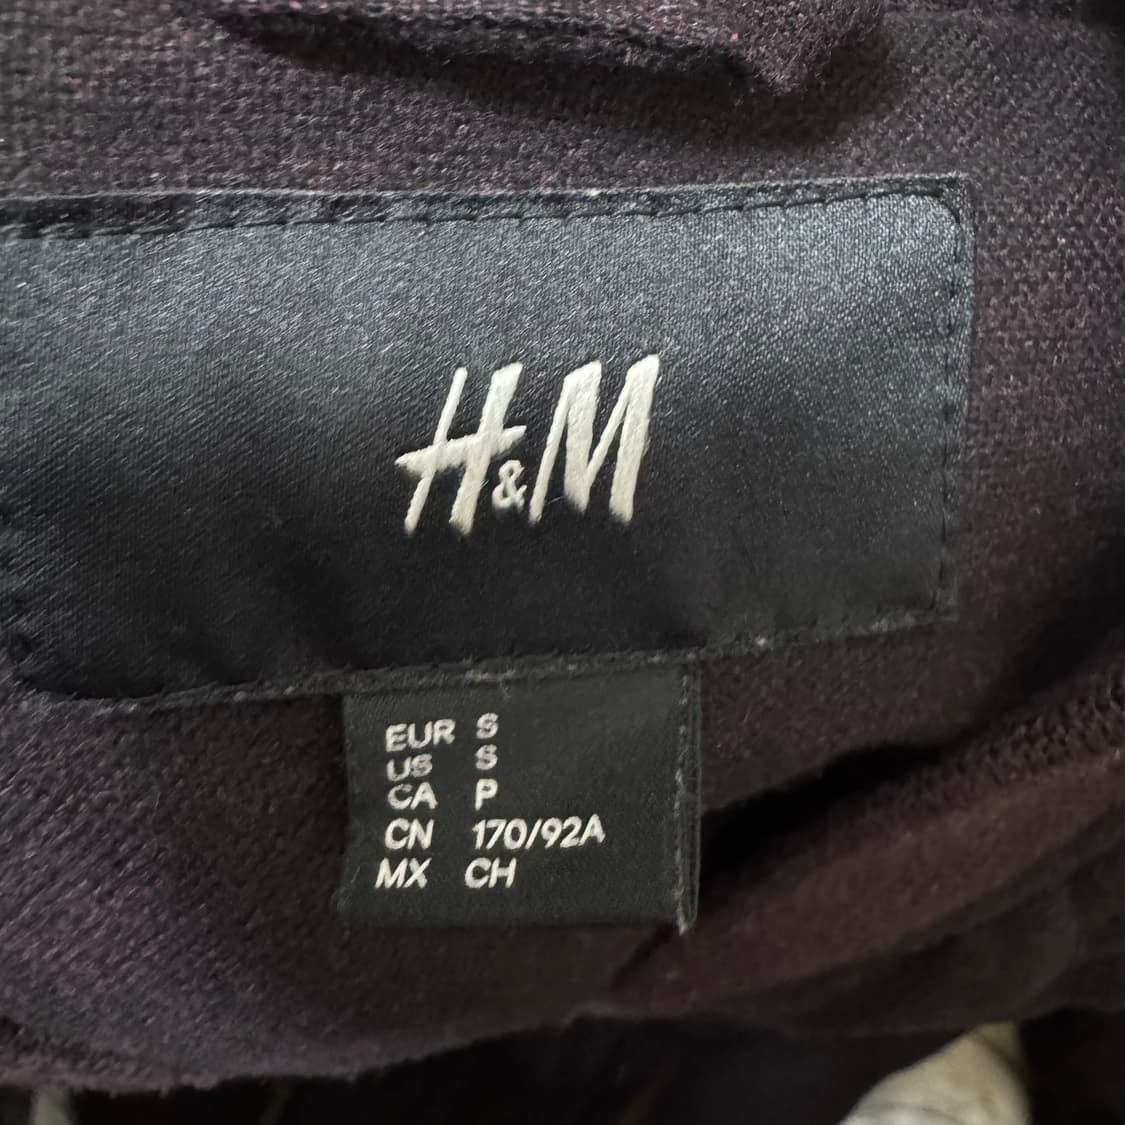 H&M
EUR S
US S
CA P
CN 170/92A
MX CH